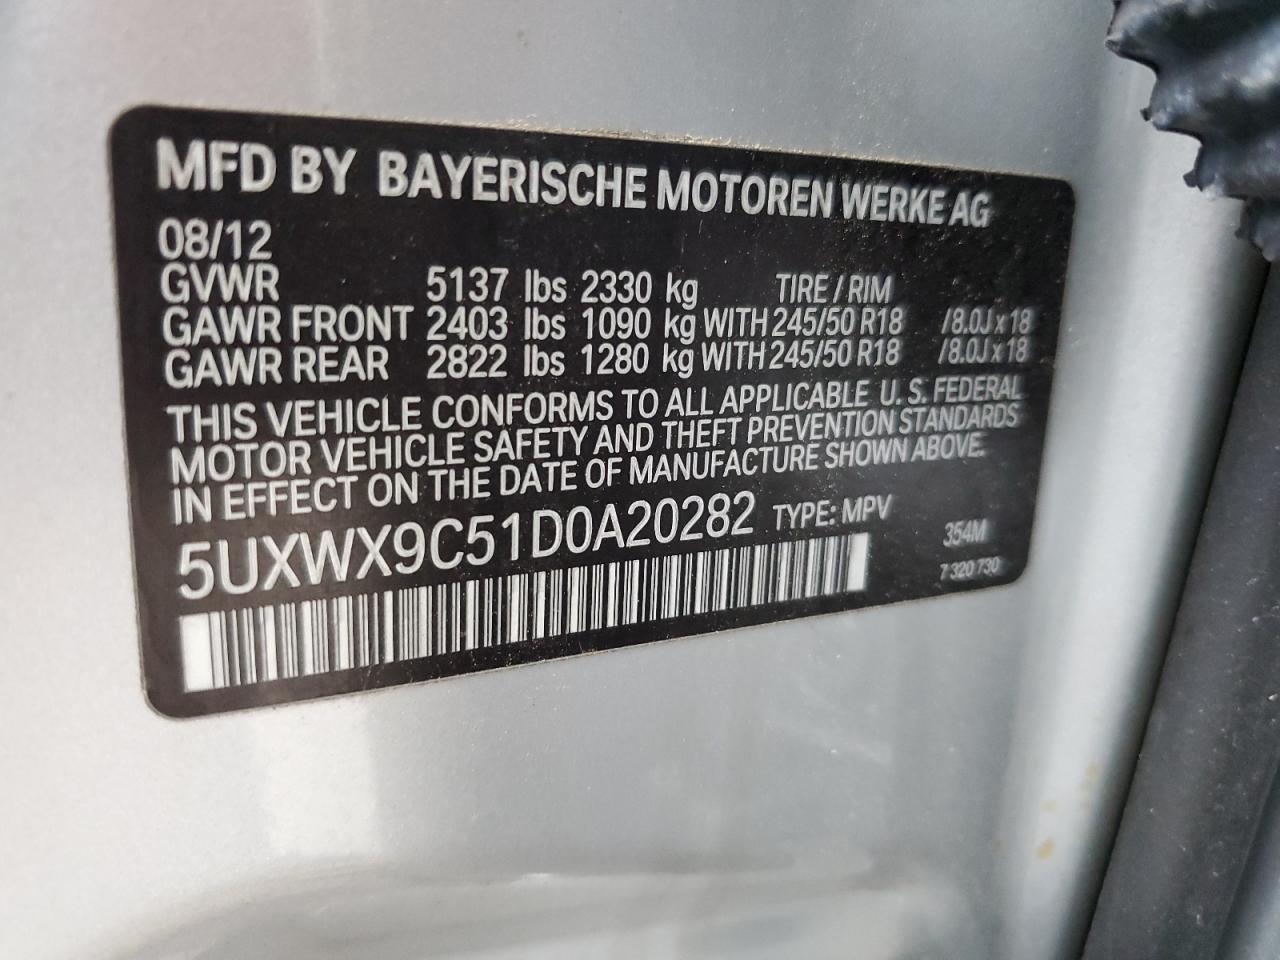 MFD BY BAYERISCHE MOTOREN WERKE AG
08/12
GVWR 5137 lbs 2330 kg TIRE / RIM
GAWR FRONT 2403 lbs 1090 kg WITH 245/50 R18 /8.0J x 18
GAWR REAR 2822 lbs 1280 kg WITH 245/50 R18 /8.0J x 18
THIS VEHICLE CONFORMS TO ALL APPLICABLE U. S. FEDERAL
MOTOR VEHICLE SAFETY AND THEFT PREVENTION STANDARDS
IN EFFECT ON THE DATE OF MANUFACTURE SHOWN ABOVE.
5UXWX9C51D0A20282 TYPE: MPV 354M
7 320 730